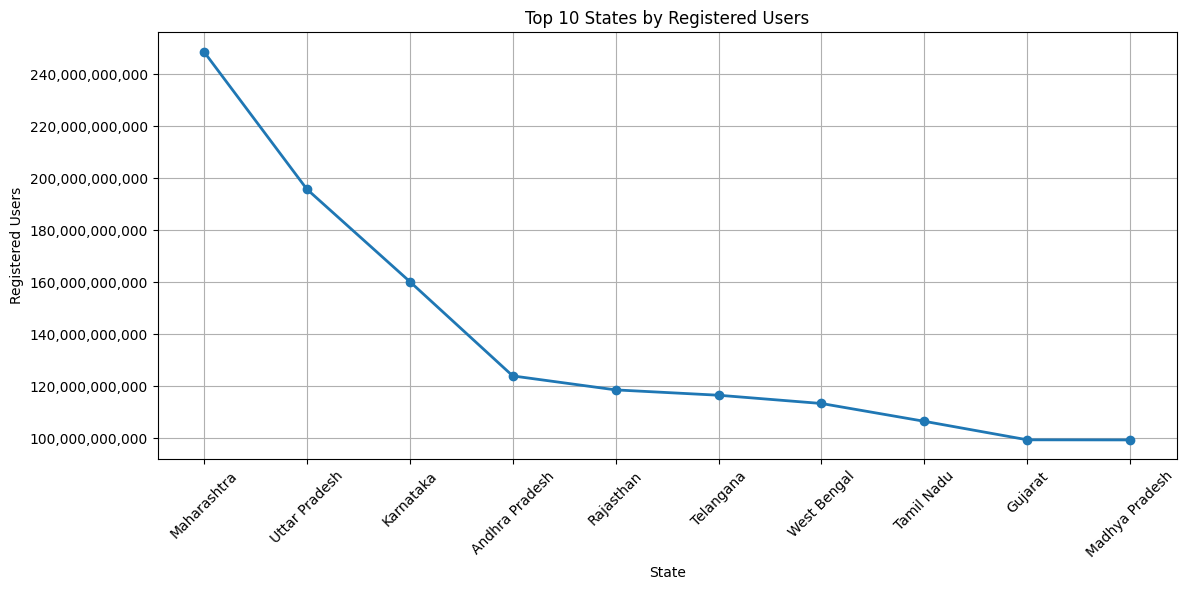 Top 10 States by Registered Users
Registered Users
240,000,000,000
220,000,000,000
200,000,000,000
180,000,000,000
160,000,000,000
140,000,000,000
120,000,000,000
100,000,000,000
Maharashtra
Uttar Pradesh
Karnataka
Andhra Pradesh
Rajasthan
Telangana
West Bengal
Tamil Nadu
Gujarat
Madhya Pradesh
State